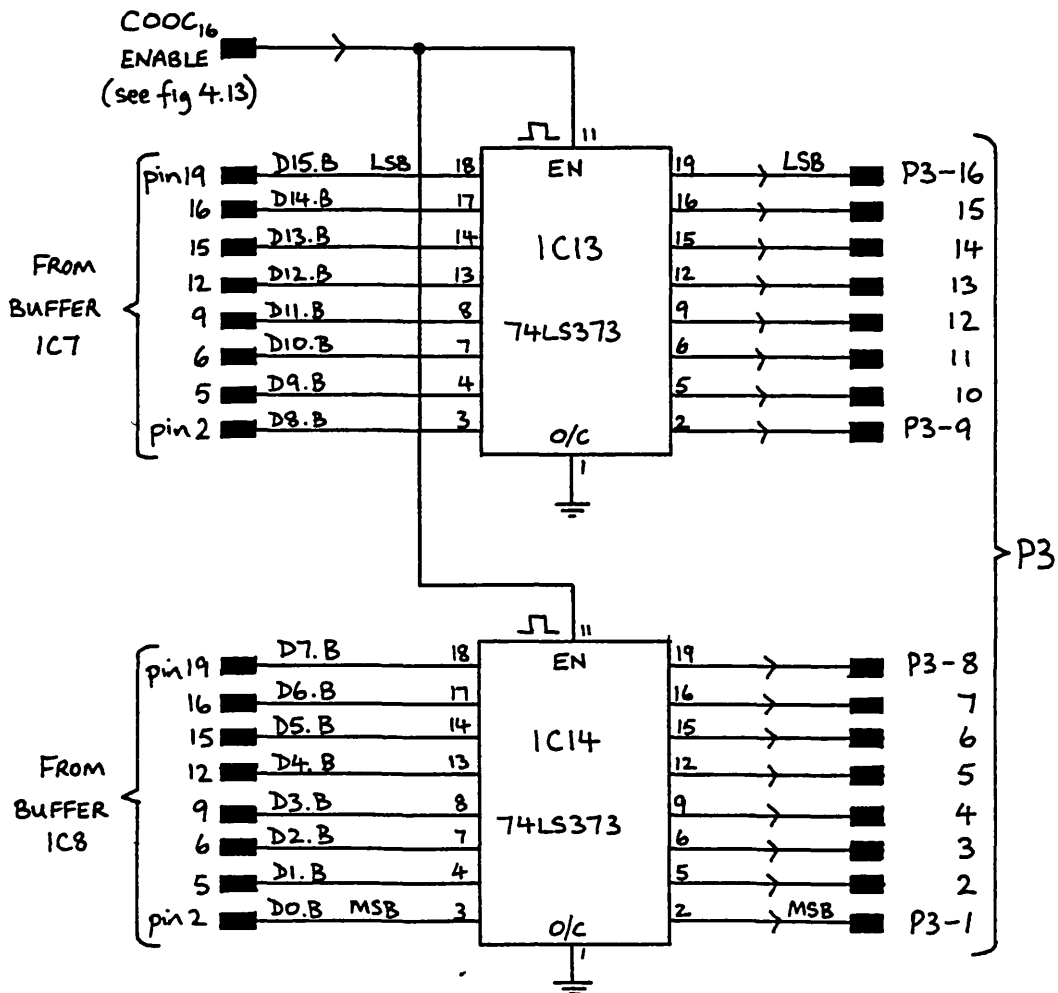 COOC16
ENABLE
(see fig 4.13)
11
EN
pin19 D15.B LSB 18 19 LSB P3-16
16 D14.B 17 16 15
15 D13.B 14 15 14
12 D12.B 13 12 13
9 D11.B 8 9 12
6 D10.B 7 6 11
5 D9.B 4 5 10
pin2 D8.B 3 2 P3-9
FROM
BUFFER
IC7
IC13
74LS373
O/C
1
P3
11
EN
pin19 D7.B 18 19 P3-8
16 D6.B 17 16 7
15 D5.B 14 15 6
12 D4.B 13 12 5
9 D3.B 8 9 4
6 D2.B 7 6 3
5 D1.B 4 5 2
pin2 D0.B MSB 3 2 MSB P3-1
FROM
BUFFER
IC8
IC14
74LS373
O/C
1